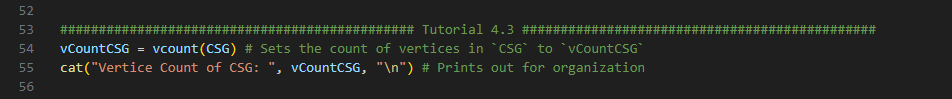 52
53 ############################################## Tutorial 4.3 ##############################################
54 vCountCSG = vcount(CSG) # Sets the count of vertices in `CSG` to `vCountCSG`
55 cat("Vertice Count of CSG: ", vCountCSG, "\n") # Prints out for organization
56